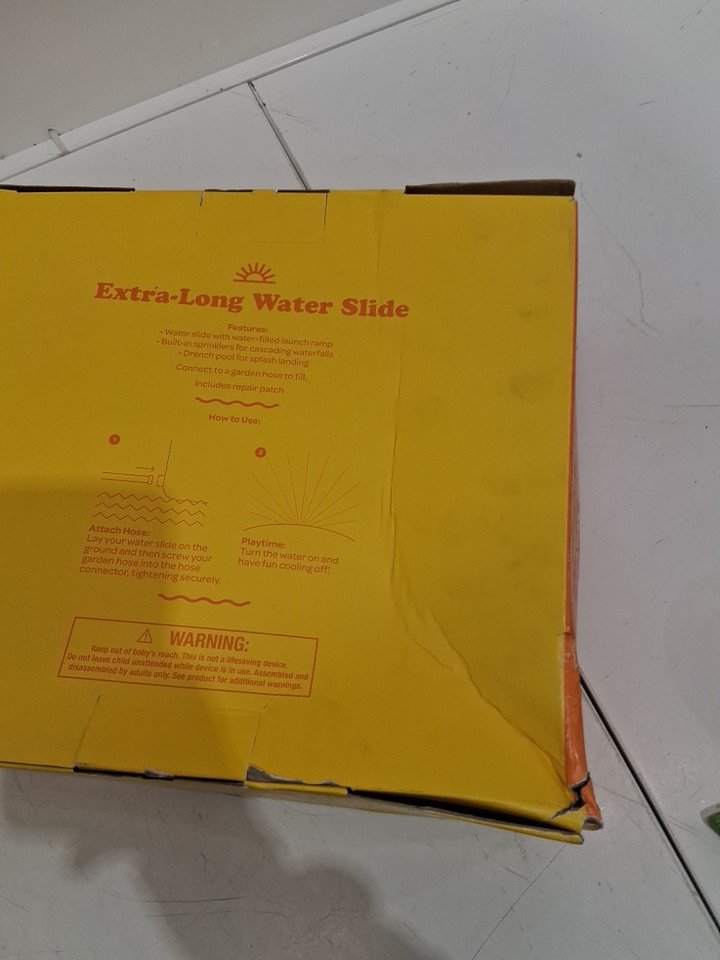 Extra-Long Water Slide
Features:
- Water slide with water-filled launch ramp
- Built-in sprinklers for cascading waterfalls
- Drench pool for splash landing
Connect to a garden hose to fill.
Includes repair patch
How to Use:
1
Attach Hose:
Lay your water slide on the
ground and then screw your
garden hose into the hose
connector, tightening securely.
2
Playtime:
Turn the water on and
have fun cooling off!
WARNING:
Keep out of baby's reach. This is not a lifesaving device.
Do not leave child unattended while device is in use. Assembled and
disassembled by adults only. See product for additional warnings.